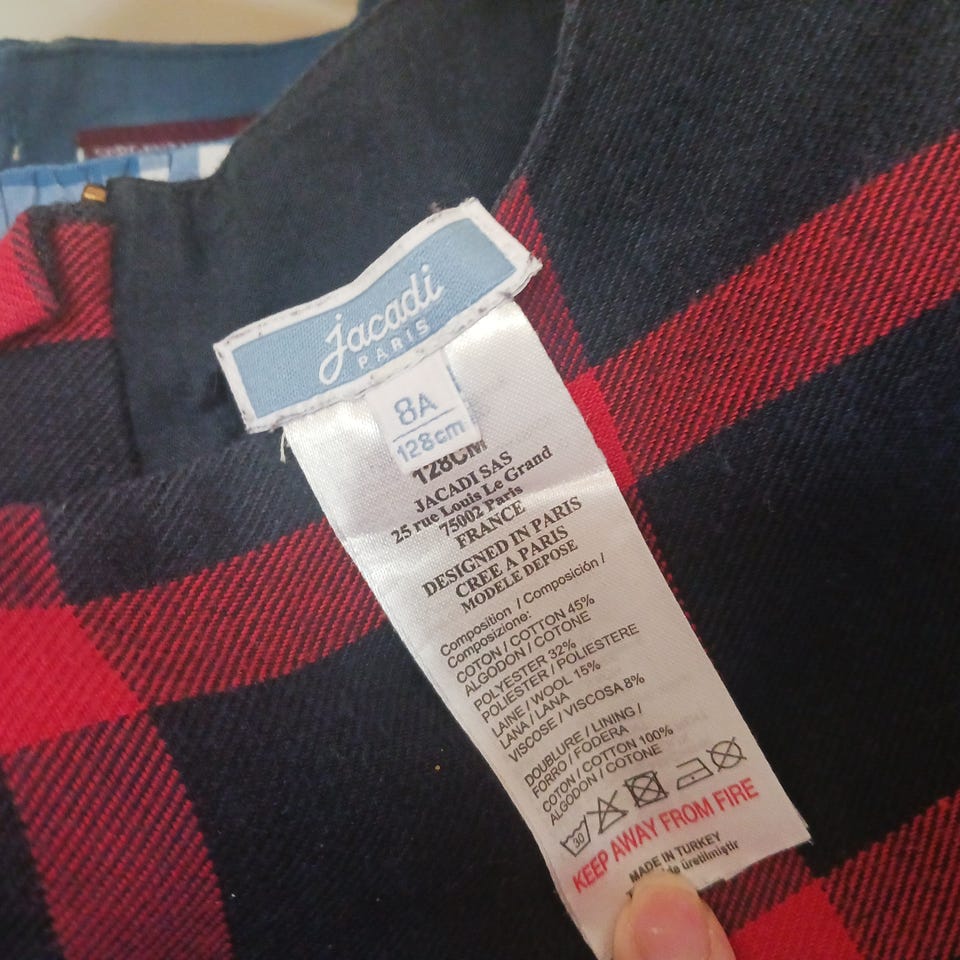 jacadi
PARIS
8A
128cm
128CM
JACADI SAS
25 rue Louis Le Grand
75002 Paris
FRANCE
DESIGNED IN PARIS
CREE A PARIS
MODELE DEPOSE
Composition / Composición /
Composizione:
COTON / COTTON 45%
ALGODON / COTONE
POLYESTER 32%
POLIESTER / POLIESTERE
LAINE / WOOL 15%
LANA / LANA
VISCOSE / VISCOSA 8%
DOUBLURE / LINING /
FORRO / FODERA
COTON / COTTON 100%
ALGODON / COTONE
30
KEEP AWAY FROM FIRE
MADE IN TURKEY
üretilmiştir